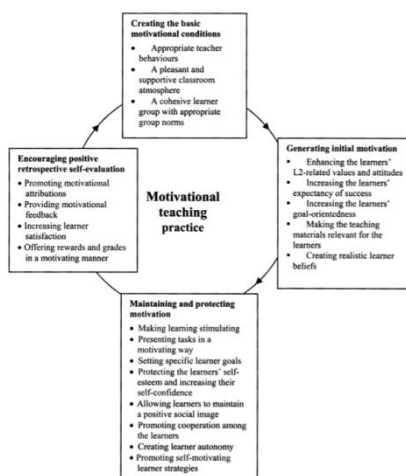 Creating the basic
motivational conditions
• Appropriate teacher
behaviours
• A pleasant and
supportive classroom
atmosphere
• A cohesive learner
group with appropriate
group norms
Generating initial motivation
• Enhancing the learners'
L2-related values and attitudes
• Increasing the learners'
expectancy of success
• Increasing the learners'
goal-orientedness
• Making the teaching
materials relevant for the
learners
• Creating realistic learner
beliefs
Encouraging positive
retrospective self-evaluation
• Promoting motivational
attributions
• Providing motivational
feedback
• Increasing learner
satisfaction
• Offering rewards and grades
in a motivating manner
Motivational
teaching
practice
Maintaining and protecting
motivation
• Making learning stimulating
• Presenting tasks in a
motivating way
• Setting specific learner goals
• Protecting the learners' self-
esteem and increasing their
self-confidence
• Allowing learners to maintain
a positive social image
• Promoting cooperation among
the learners
• Creating learner autonomy
• Promoting self-motivating
learner strategies